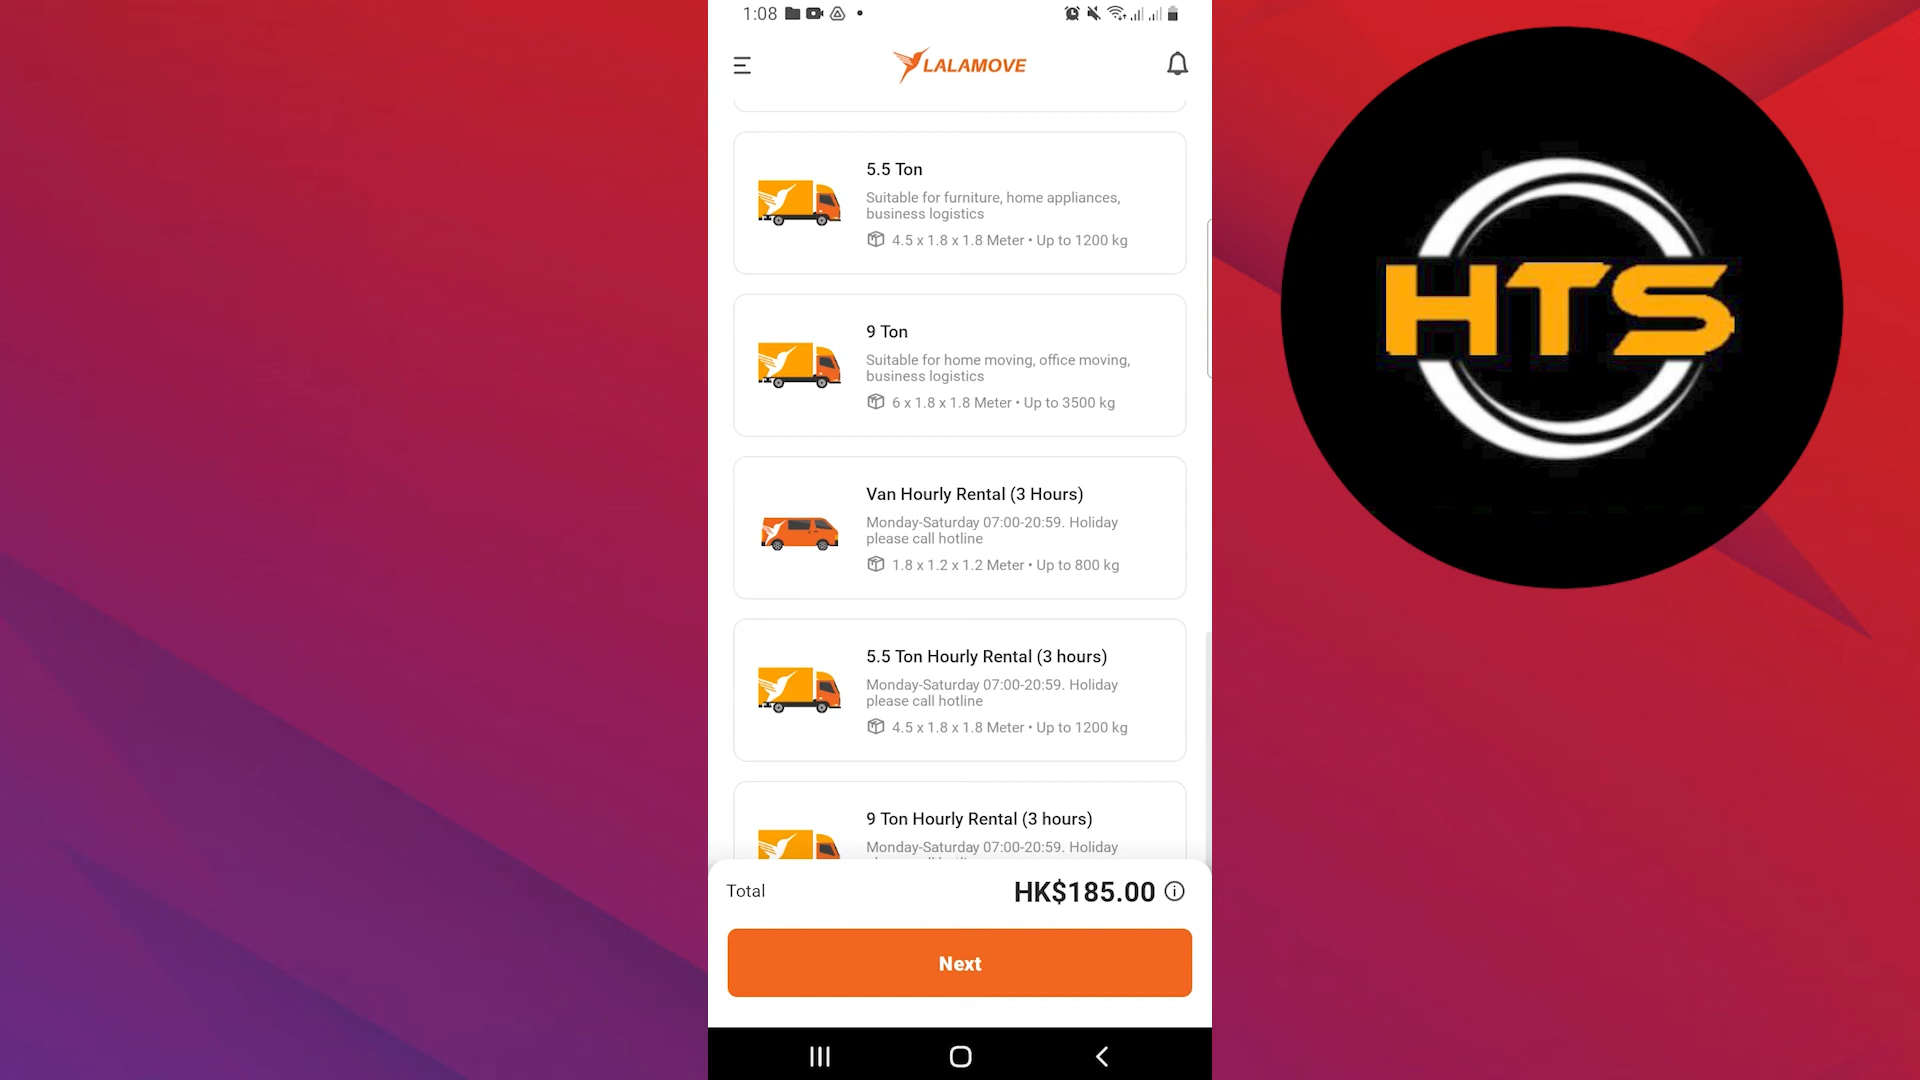 1:08
LALAMOVE
5.5 Ton
Suitable for furniture, home appliances,
business logistics
4.5 x 1.8 x 1.8 Meter • Up to 1200 kg
9 Ton
Suitable for home moving, office moving,
business logistics
6 x 1.8 x 1.8 Meter • Up to 3500 kg
Van Hourly Rental (3 Hours)
Monday-Saturday 07:00-20:59. Holiday
please call hotline
1.8 x 1.2 x 1.2 Meter • Up to 800 kg
5.5 Ton Hourly Rental (3 hours)
Monday-Saturday 07:00-20:59. Holiday
please call hotline
4.5 x 1.8 x 1.8 Meter • Up to 1200 kg
9 Ton Hourly Rental (3 hours)
Monday-Saturday 07:00-20:59. Holiday
Total
HK$185.00
Next
HTS